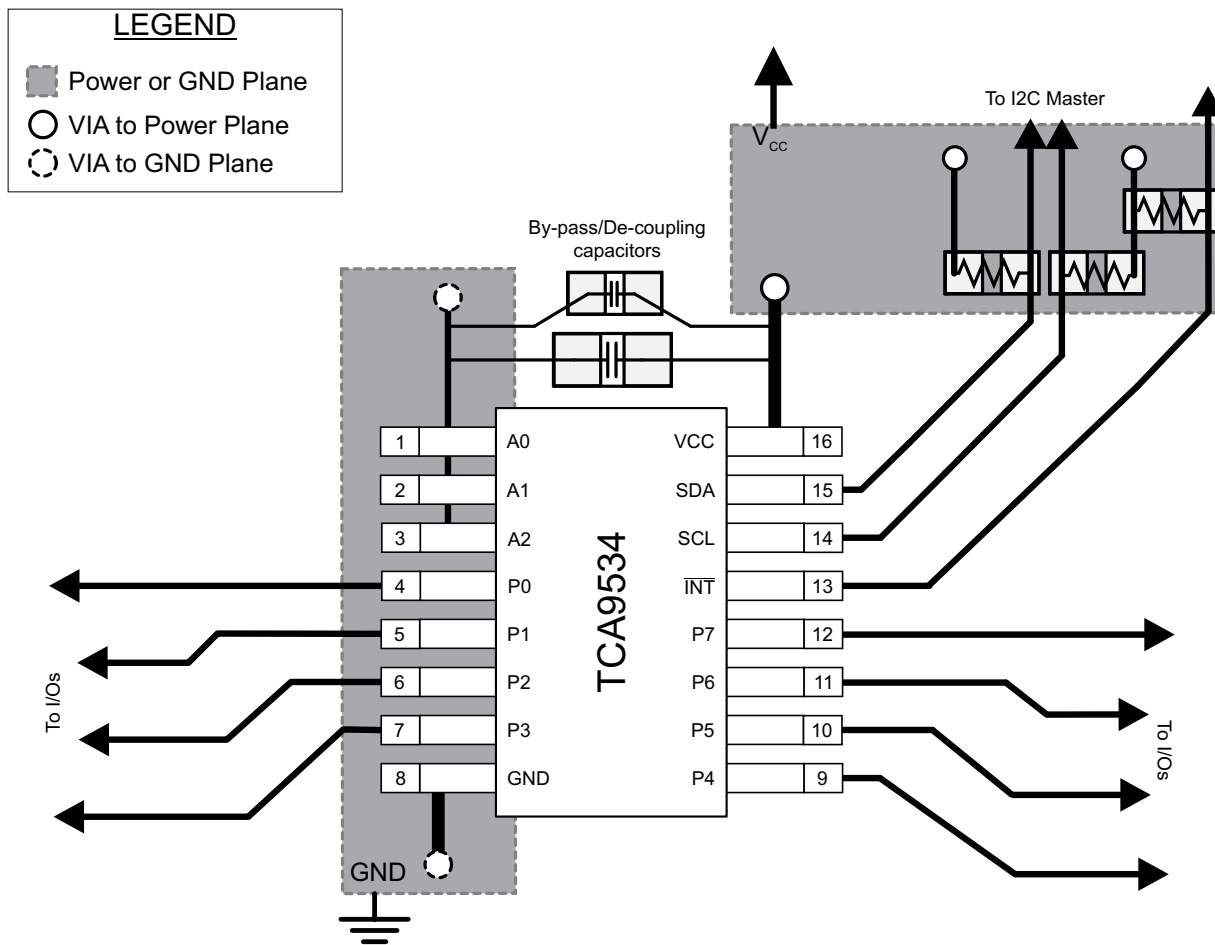 LEGEND
Power or GND Plane
VIA to Power Plane
VIA to GND Plane
To I2C Master
VCC
By-pass/De-coupling
capacitors
1 A0 VCC 16
2 A1 SDA 15
3 A2 SCL 14
4 P0 INT 13
5 P1 P7 12
6 P2 P6 11
7 P3 P5 10
8 GND P4 9
TCA9534
To I/Os
To I/Os
GND